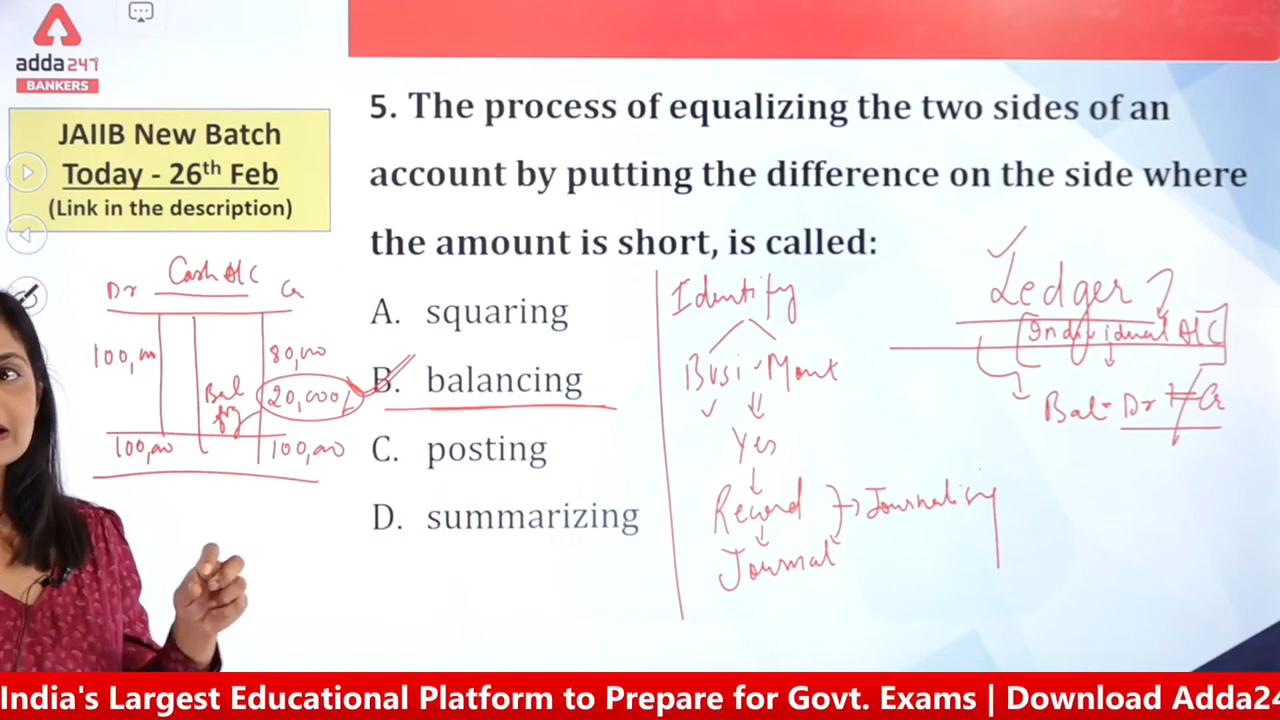 adda247
BANKERS
JAIIB New Batch
Today - 26th Feb
(Link in the description)
5. The process of equalizing the two sides of an
account by putting the difference on the side where
the amount is short, is called:
A. squaring
B. balancing
C. posting
D. summarizing
Cash A/C
Dr Cr
100,000 80,000
Bal 20,000/-
100,000 100,000
Identify
Busi Mont
Yes
Record → Journalising
Journal
Ledger ?
Individual A/C
Bal = Dr ≠ Cr
India's Largest Educational Platform to Prepare for Govt. Exams | Download Adda24